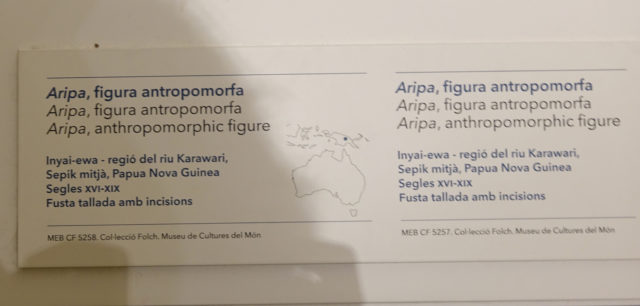 Aripa, figura antropomorfa
Aripa, figura antropomorfa
Aripa, anthropomorphic figure
Inyai-ewa - regió del riu Karawari,
Sepik mitjà, Papua Nova Guinea
Segles XVI-XIX
Fusta tallada amb incisions
MEB CF 5258. Col·lecció Folch. Museu de Cultures del Món
Aripa, figura antropomorfa
Aripa, figura antropomorfa
Aripa, anthropomorphic figure
Inyai-ewa - regió del riu Karawari,
Sepik mitjà, Papua Nova Guinea
Segles XVI-XIX
Fusta tallada amb incisions
MEB CF 5257. Col·lecció Folch. Museu de Cultures del Món